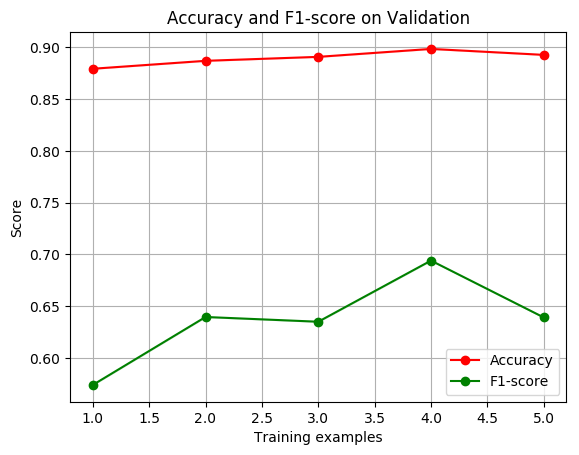 Accuracy and F1-score on Validation
0.90
0.85
0.80
0.75
0.70
0.65
0.60
Score
Accuracy
F1-score
1.0 1.5 2.0 2.5 3.0 3.5 4.0 4.5 5.0
Training examples